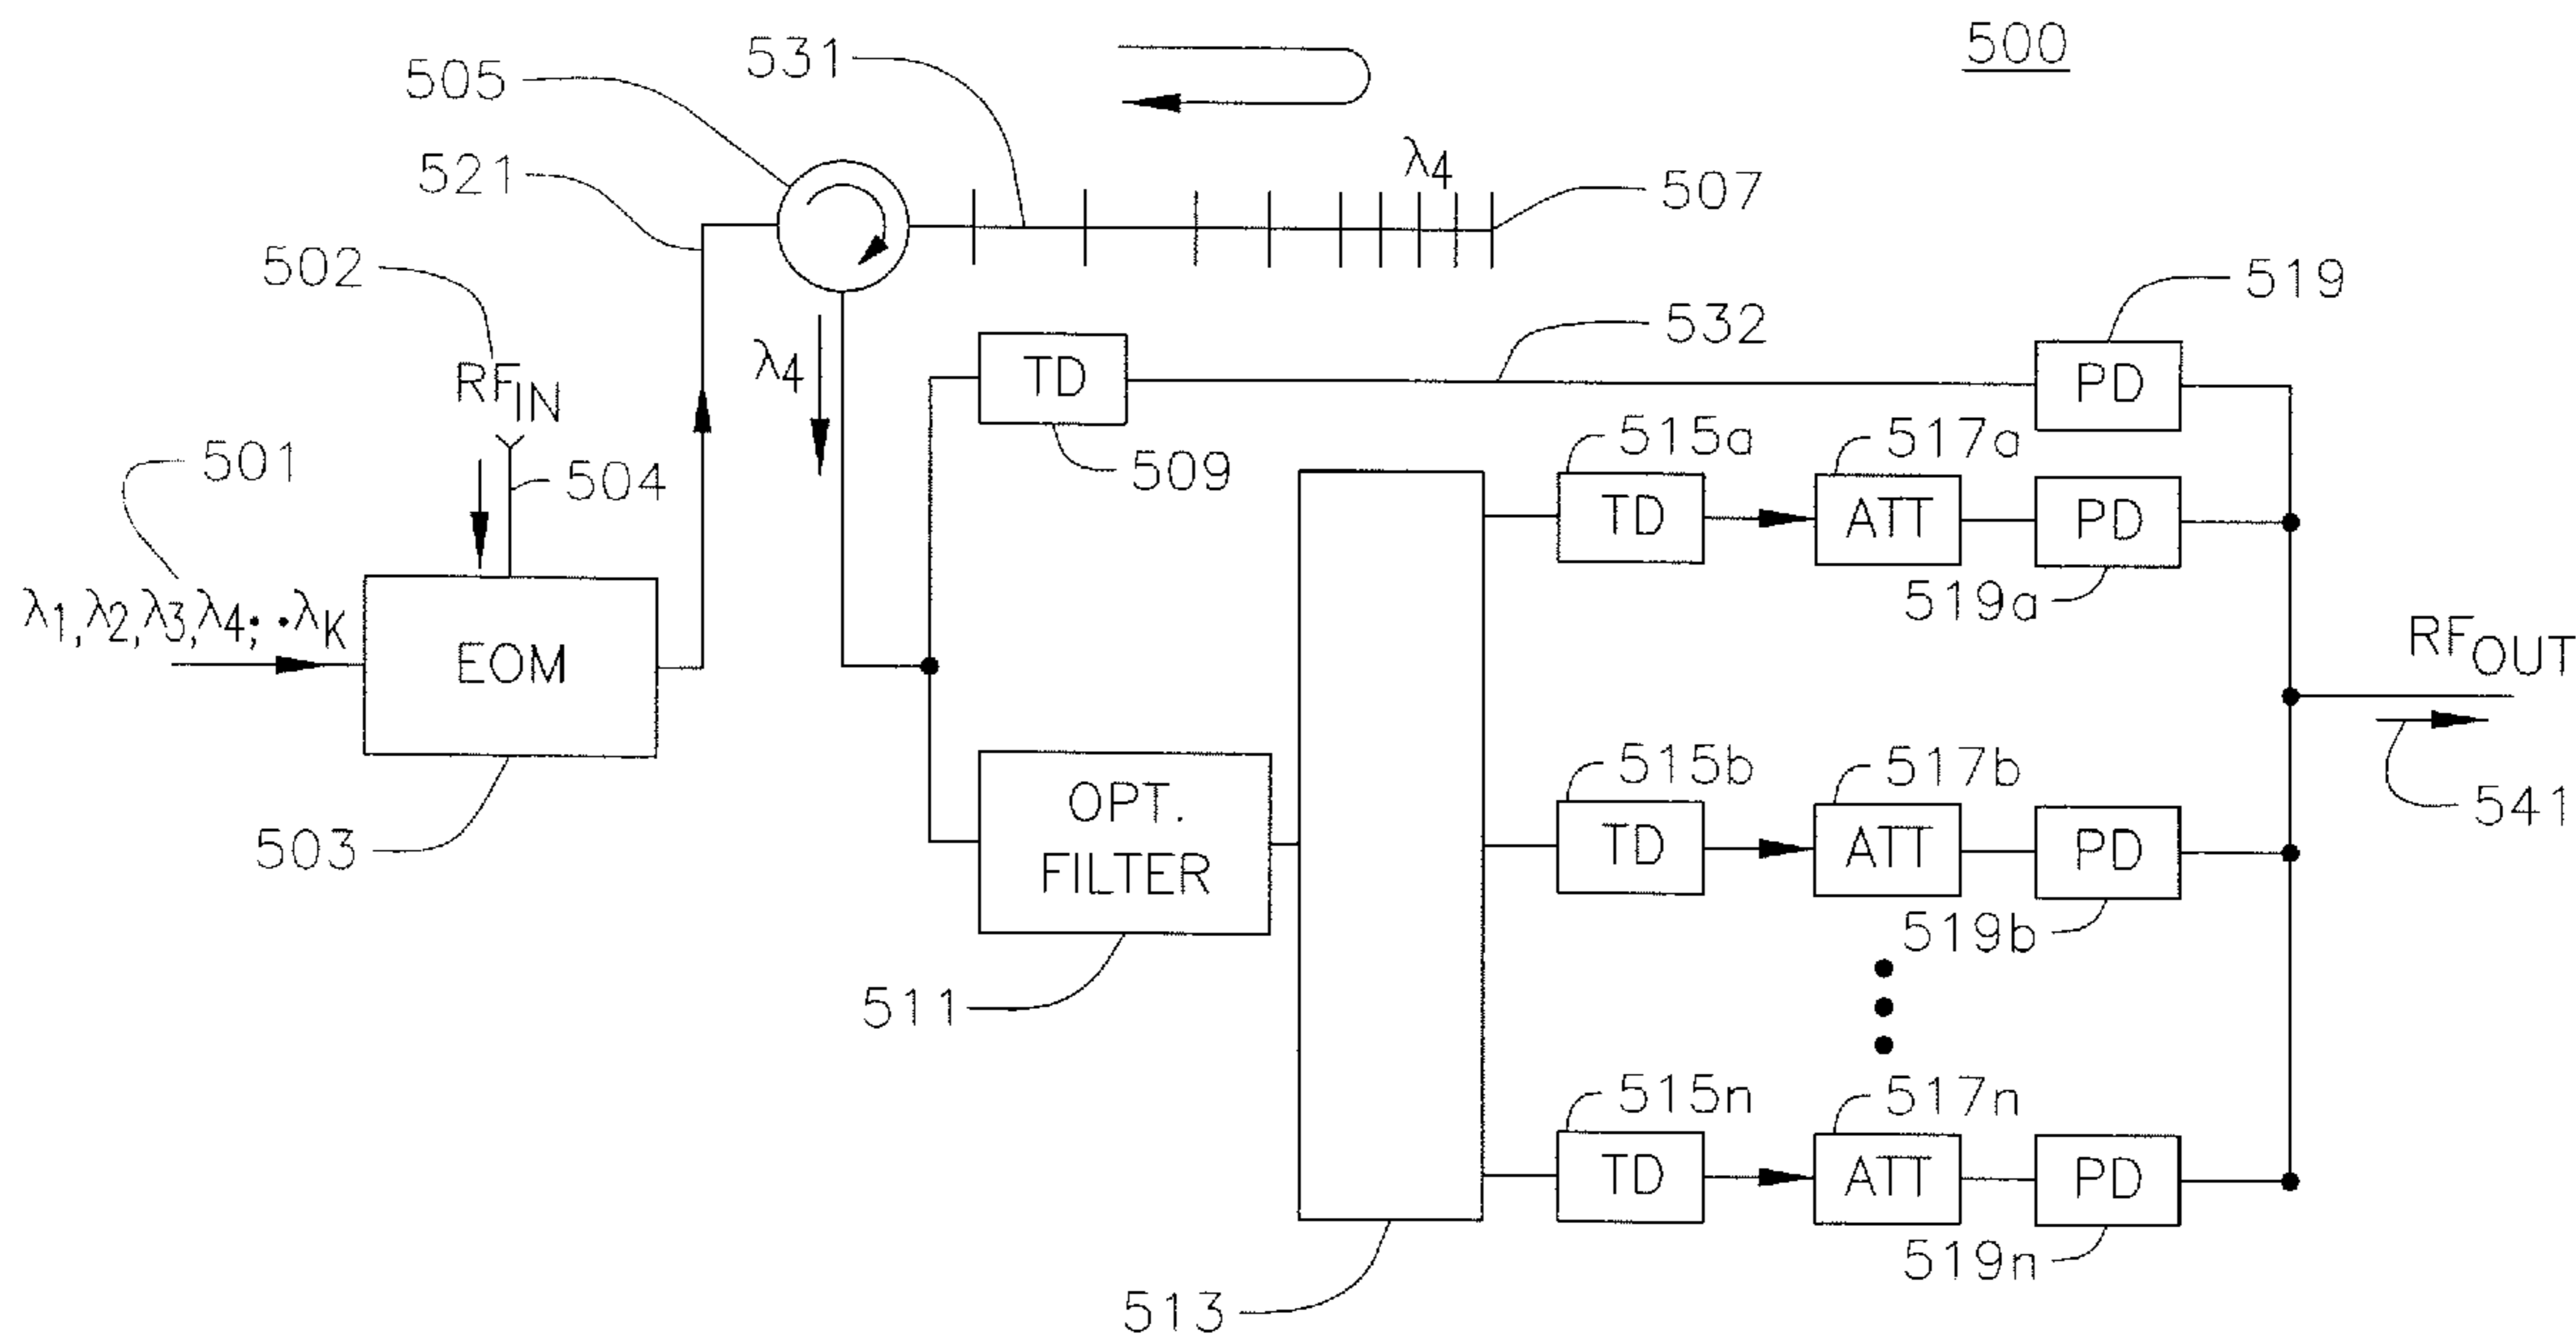 500
531
505
521
λ4
507
502
519
532
RFIN
λ4
TD
PD
501
504
509
515a
517a
TD
ATT
PD
519a
λ1,λ2,λ3,λ4;··λK
EOM
RFOUT
503
OPT.
FILTER
515b
517b
TD
ATT
PD
541
519b
511
515n
517n
TD
ATT
PD
519n
513